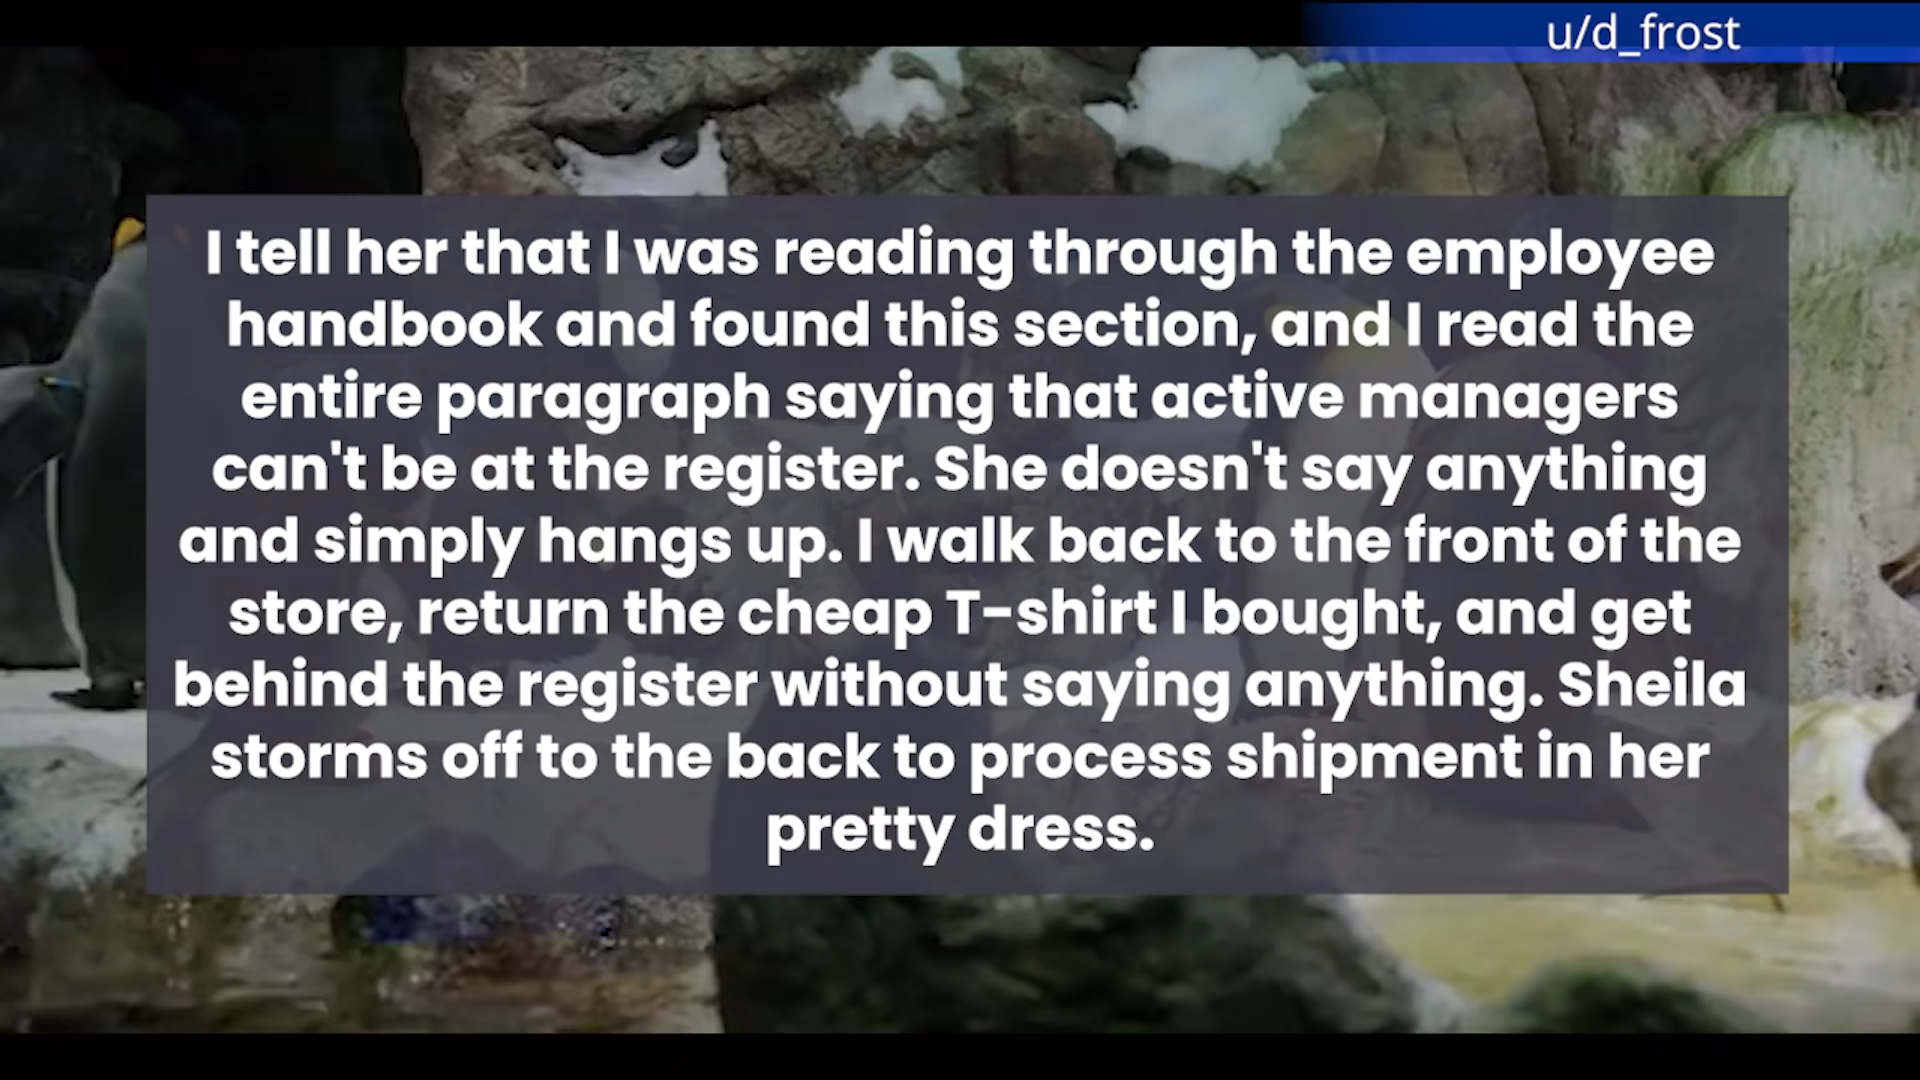 u/d_frost
I tell her that I was reading through the employee
handbook and found this section, and I read the
entire paragraph saying that active managers
can't be at the register. She doesn't say anything
and simply hangs up. I walk back to the front of the
store, return the cheap T-shirt I bought, and get
behind the register without saying anything. Sheila
storms off to the back to process shipment in her
pretty dress.